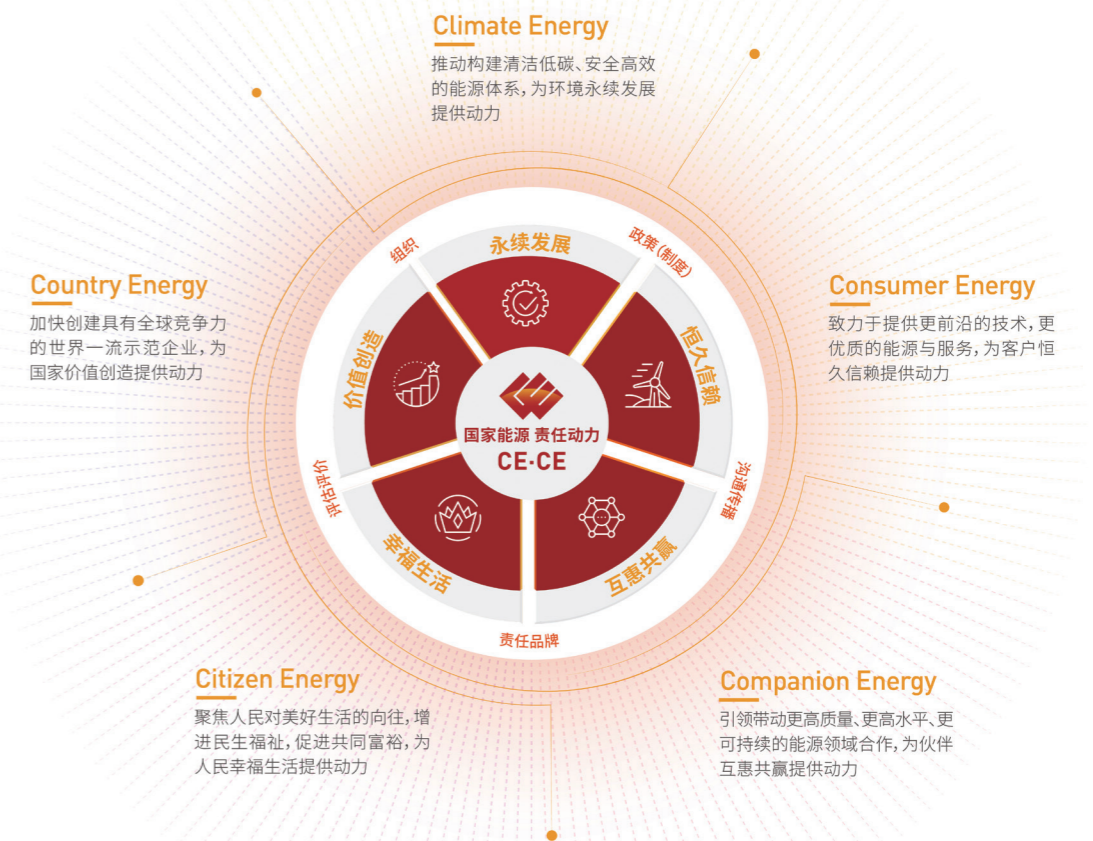 Climate Energy
推动构建清洁低碳、安全高效
的能源体系，为环境永续发展
提供动力
Country Energy
加快创建具有全球竞争力
的世界一流示范企业，为
国家价值创造提供动力
Consumer Energy
致力于提供更前沿的技术，更
优质的能源与服务，为客户恒
久信赖提供动力
组织
政策（制度）
永续发展
价值创造
恒久信赖
国家能源 责任动力
CE·CE
评估评价
沟通传播
幸福生活
互惠共赢
责任品牌
Citizen Energy
聚焦人民对美好生活的向往，增
进民生福祉，促进共同富裕，为
人民幸福生活提供动力
Companion Energy
引领带动更高质量、更高水平、更
可持续的能源领域合作，为伙伴
互惠共赢提供动力